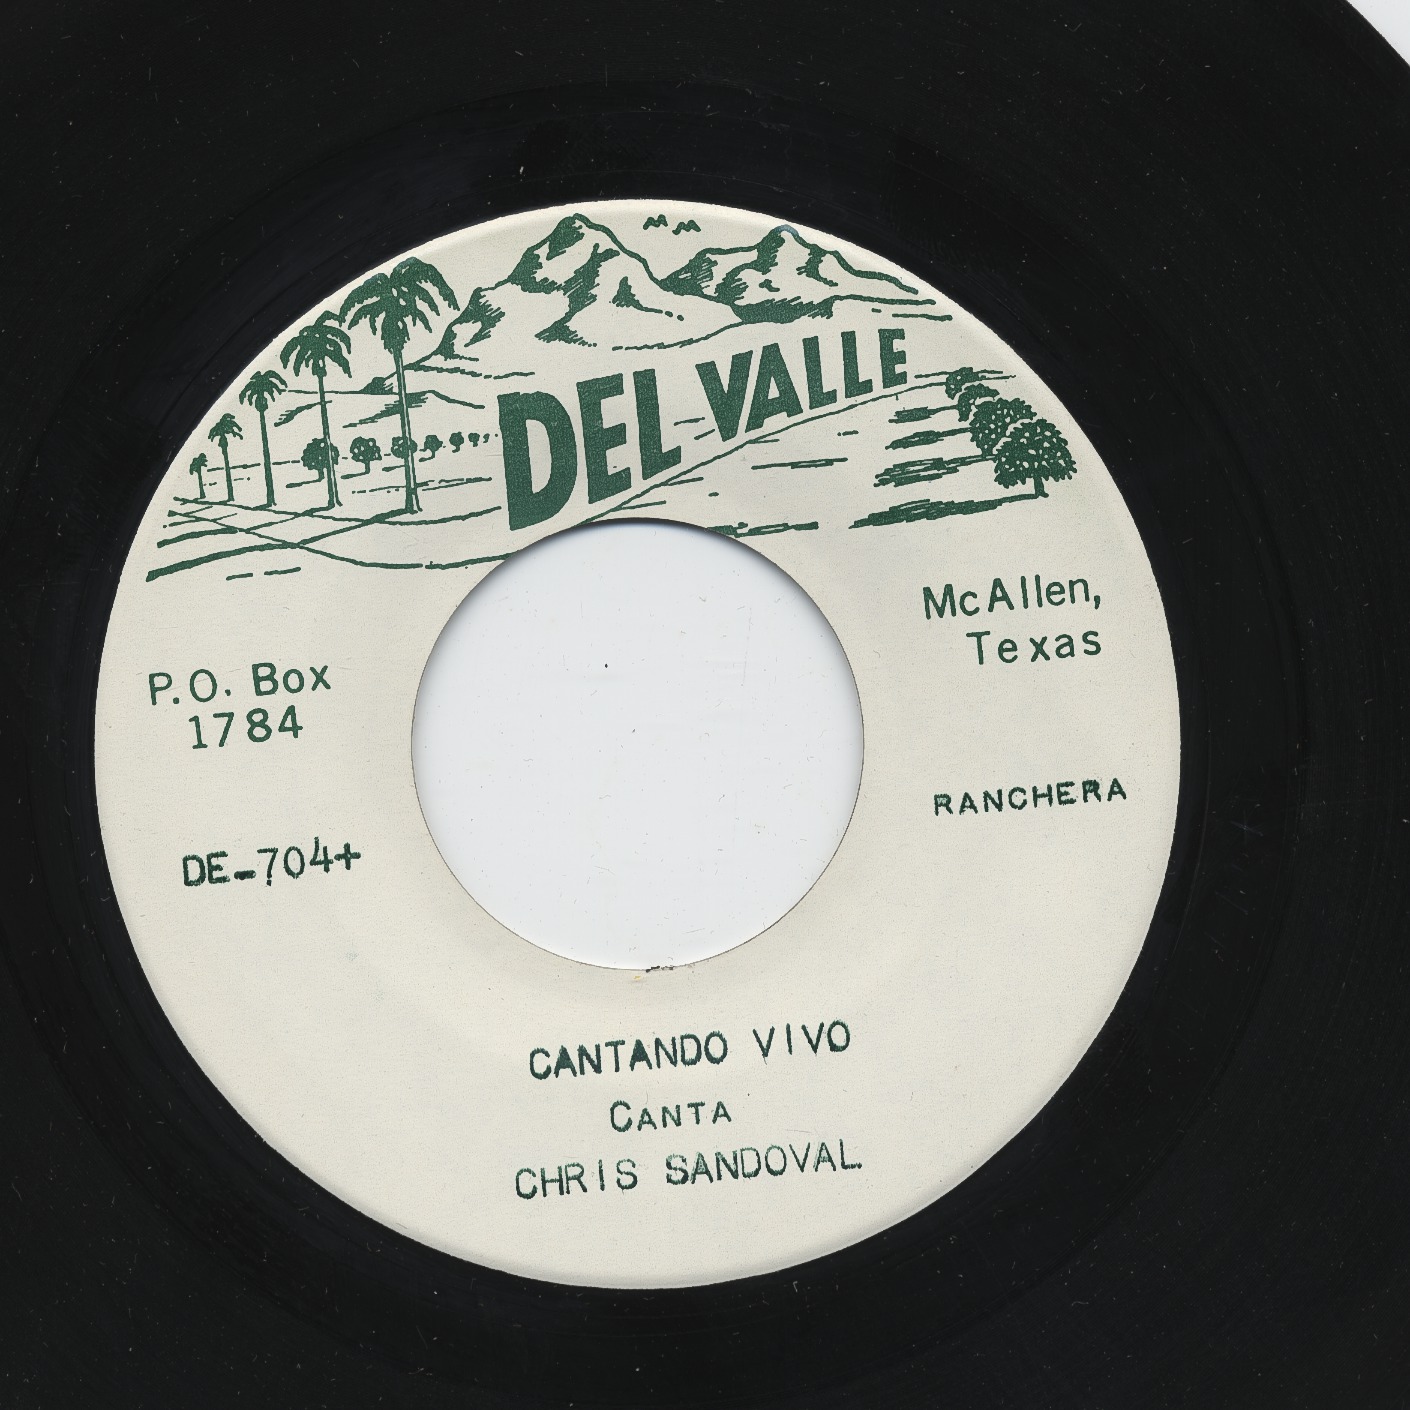 DEL VALLE
McAllen,
Texas
P.O. Box
1784
RANCHERA
DE-704+
CANTANDO VIVO
CANTA
CHRIS SANDOVAL